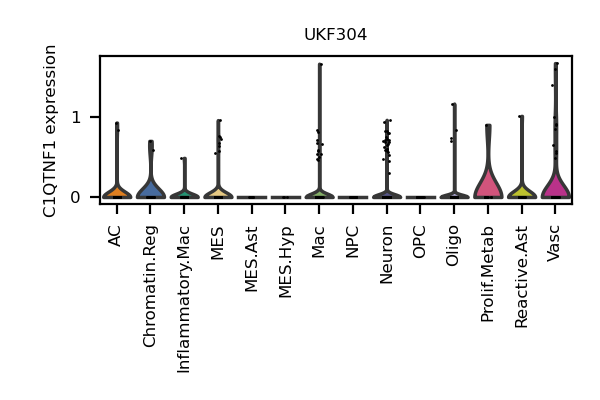 UKF304
C1QTNF1 expression
1
0
AC
Chromatin.Reg
Inflammatory.Mac
MES
MES.Ast
MES.Hyp
Mac
NPC
Neuron
OPC
Oligo
Prolif.Metab
Reactive.Ast
Vasc